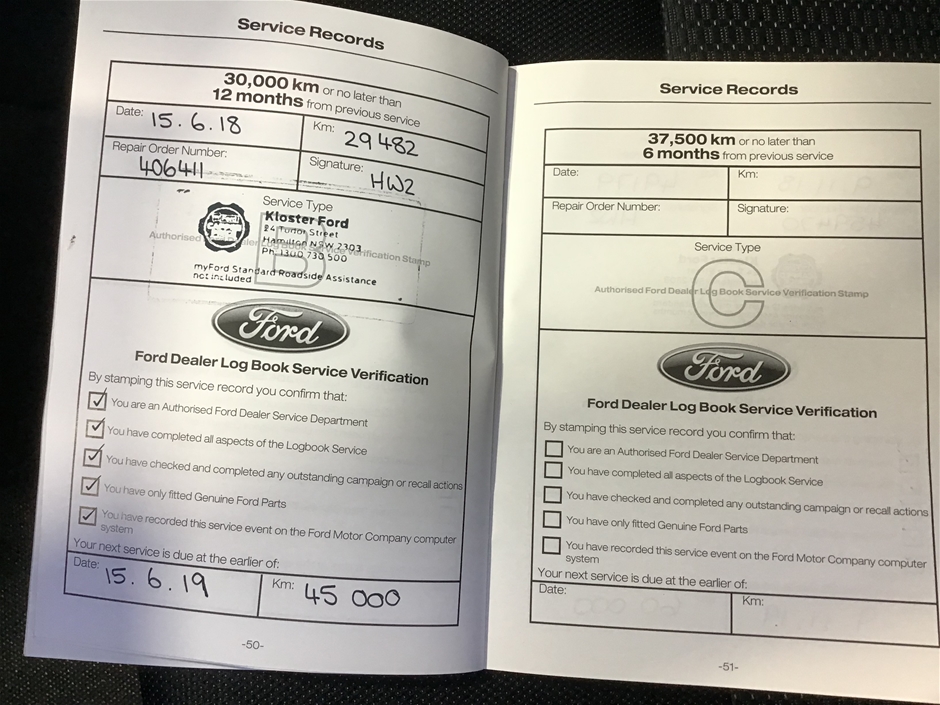 Service Records
30,000 km or no later than
12 months from previous service
Date: 15.6.18
Km: 29482
Repair Order Number:
406411
Signature:
HW2
Service Type
Kloster Ford
24 Tudor Street
Hamilton NSW 2303
Ph. 1300 730 500
B
Authorised Ford Dealer Log Book Service Verification Stamp
myFord Standard Roadside Assistance
not included
Ford
Ford Dealer Log Book Service Verification
By stamping this service record you confirm that:
You are an Authorised Ford Dealer Service Department
You have completed all aspects of the Logbook Service
You have checked and completed any outstanding campaign or recall actions
You have only fitted Genuine Ford Parts
You have recorded this service event on the Ford Motor Company computer
system
Your next service is due at the earlier of:
Date: 15.6.19
Km: 45 000
-50-
Service Records
37,500 km or no later than
6 months from previous service
Date:
Km:
Repair Order Number:
Signature:
Service Type
C
Authorised Ford Dealer Log Book Service Verification Stamp
Ford
Ford Dealer Log Book Service Verification
By stamping this service record you confirm that:
You are an Authorised Ford Dealer Service Department
You have completed all aspects of the Logbook Service
You have checked and completed any outstanding campaign or recall actions
You have only fitted Genuine Ford Parts
You have recorded this service event on the Ford Motor Company computer
system
Your next service is due at the earlier of:
Date:
Km:
-51-